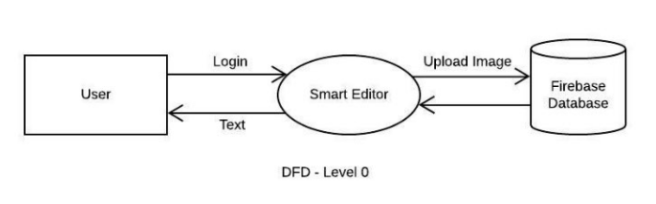 Login
Upload Image
User
Smart Editor
Firebase
Database
Text
DFD - Level 0